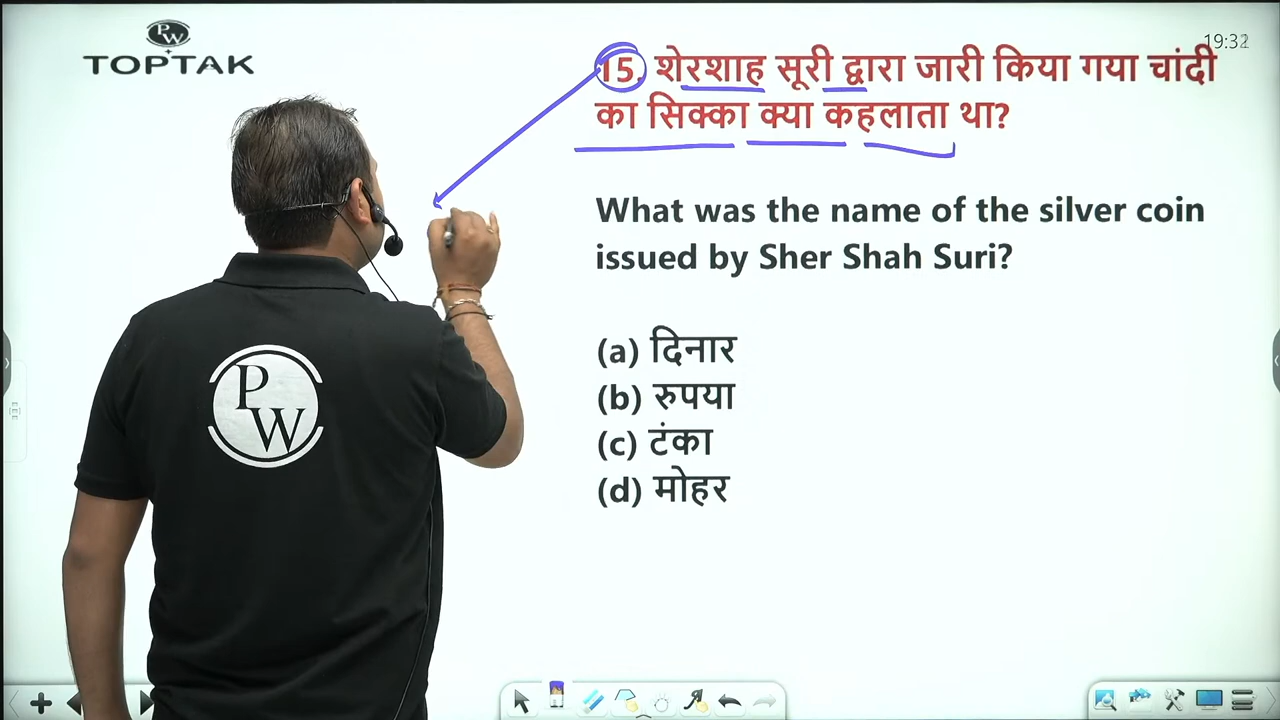 PW
TOPTAK
19:32
15. शेरशाह सूरी द्वारा जारी किया गया चांदी
का सिक्का क्या कहलाता था?
What was the name of the silver coin
issued by Sher Shah Suri?
(a) दिनार
(b) रुपया
(c) टंका
(d) मोहर
PW